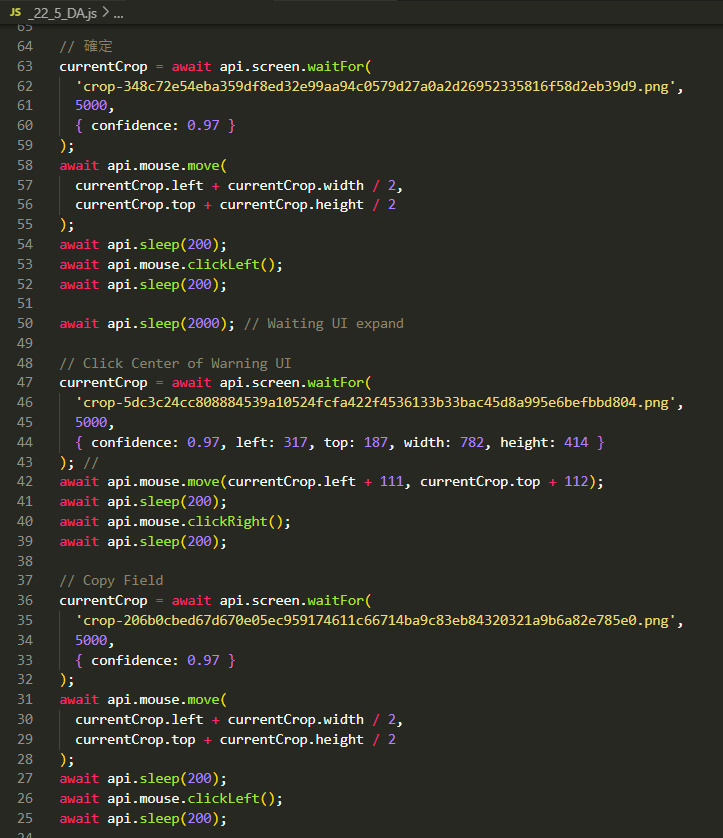 JS _22_5_DA.js > ...
65
64 // 確定
63 currentCrop = await api.screen.waitFor(
62 'crop-348c72e54eba359df8ed32e99aa94c0579d27a0a2d26952335816f58d2eb39d9.png',
61 5000,
60 { confidence: 0.97 }
59 );
58 await api.mouse.move(
57 currentCrop.left + currentCrop.width / 2,
56 currentCrop.top + currentCrop.height / 2
55 );
54 await api.sleep(200);
53 await api.mouse.clickLeft();
52 await api.sleep(200);
51
50 await api.sleep(2000); // Waiting UI expand
49
48 // Click Center of Warning UI
47 currentCrop = await api.screen.waitFor(
46 'crop-5dc3c24cc808884539a10524fcfa422f4536133b33bac45d8a995e6befbbd804.png',
45 5000,
44 { confidence: 0.97, left: 317, top: 187, width: 782, height: 414 }
43 ); //
42 await api.mouse.move(currentCrop.left + 111, currentCrop.top + 112);
41 await api.sleep(200);
40 await api.mouse.clickRight();
39 await api.sleep(200);
38
37 // Copy Field
36 currentCrop = await api.screen.waitFor(
35 'crop-206b0cbed67d670e05ec959174611c66714ba9c83eb84320321a9b6a82e785e0.png',
34 5000,
33 { confidence: 0.97 }
32 );
31 await api.mouse.move(
30 currentCrop.left + currentCrop.width / 2,
29 currentCrop.top + currentCrop.height / 2
28 );
27 await api.sleep(200);
26 await api.mouse.clickLeft();
25 await api.sleep(200);
24